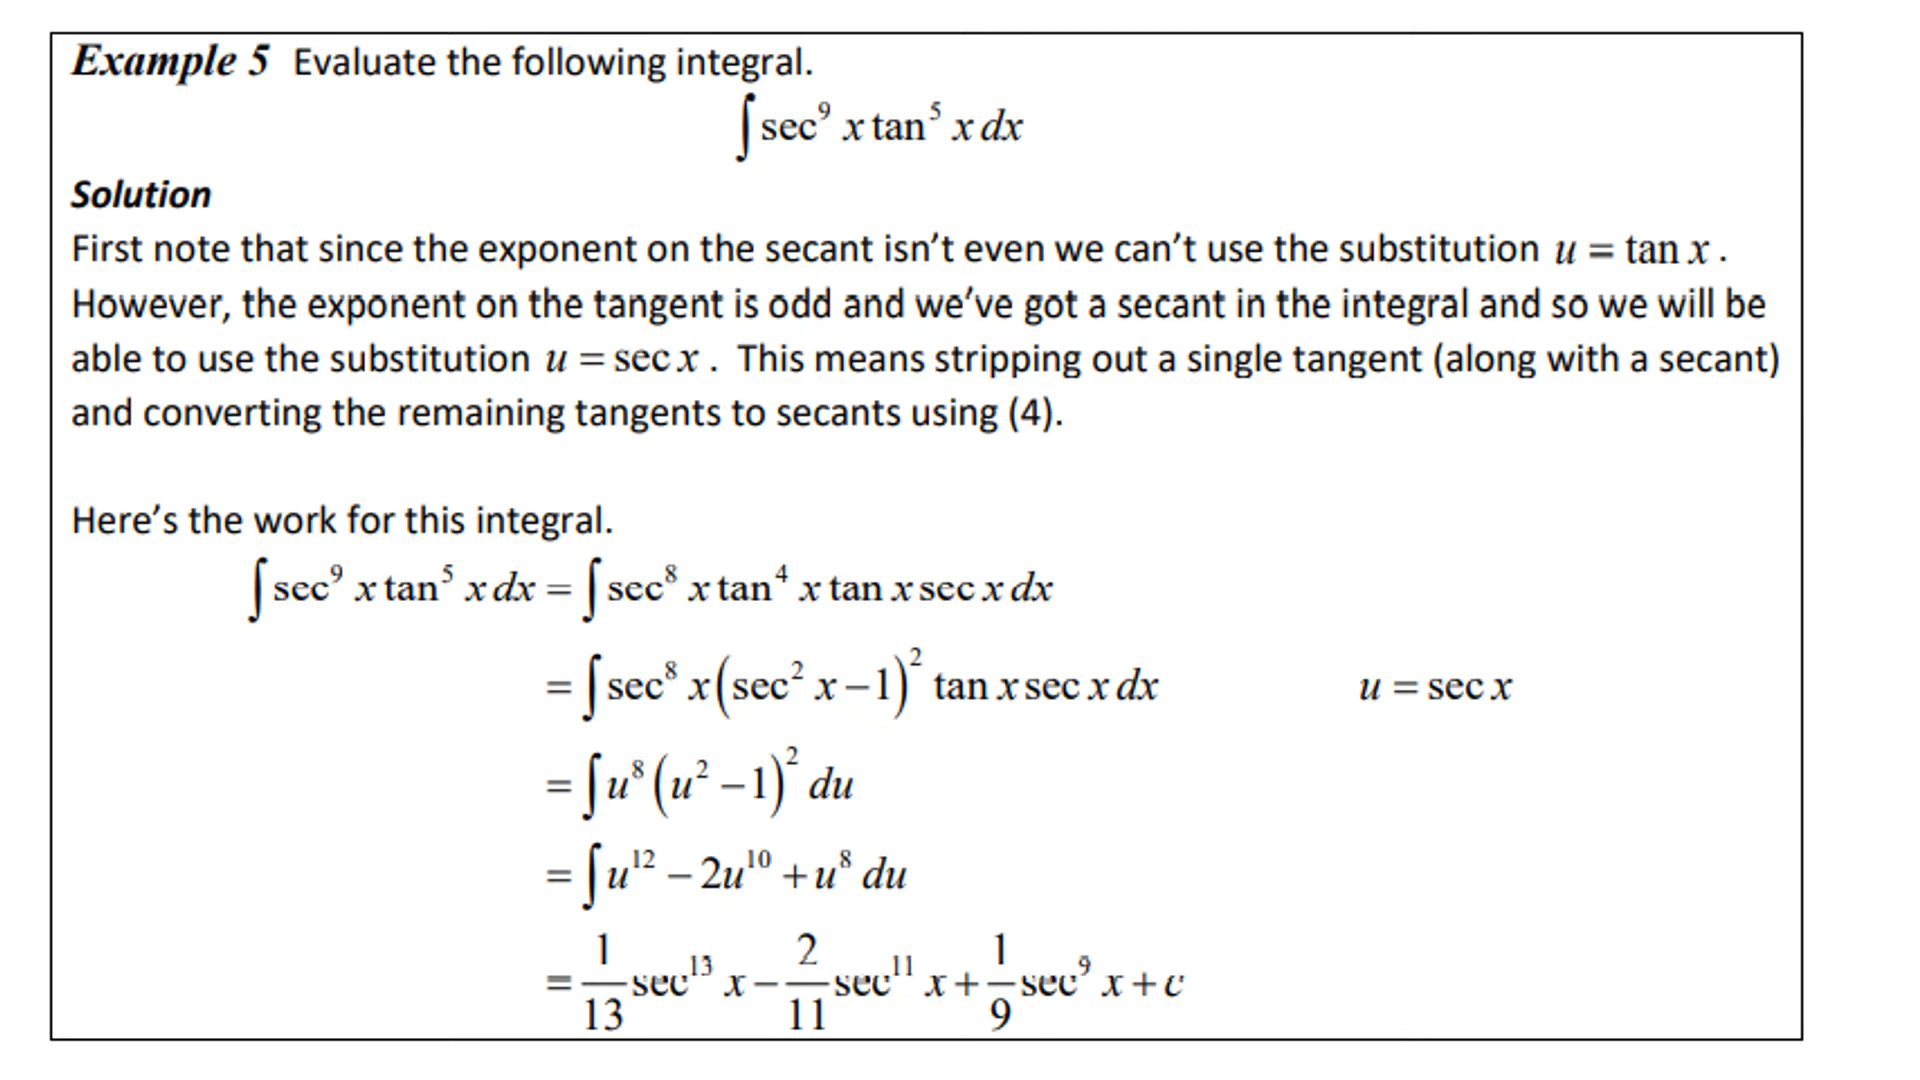 Example 5 Evaluate the following integral.
∫ sec⁹ x tan⁵ x dx
Solution
First note that since the exponent on the secant isn't even we can't use the substitution u = tan x .
However, the exponent on the tangent is odd and we've got a secant in the integral and so we will be
able to use the substitution u = sec x . This means stripping out a single tangent (along with a secant)
and converting the remaining tangents to secants using (4).
Here's the work for this integral.
∫ sec⁹ x tan⁵ x dx = ∫ sec⁸ x tan⁴ x tan x sec x dx
= ∫ sec⁸ x (sec² x − 1)² tan x sec x dx u = sec x
= ∫ u⁸ (u² − 1)² du
= ∫ u¹² − 2u¹⁰ + u⁸ du
= 1/13 sec¹³ x − 2/11 sec¹¹ x + 1/9 sec⁹ x + c